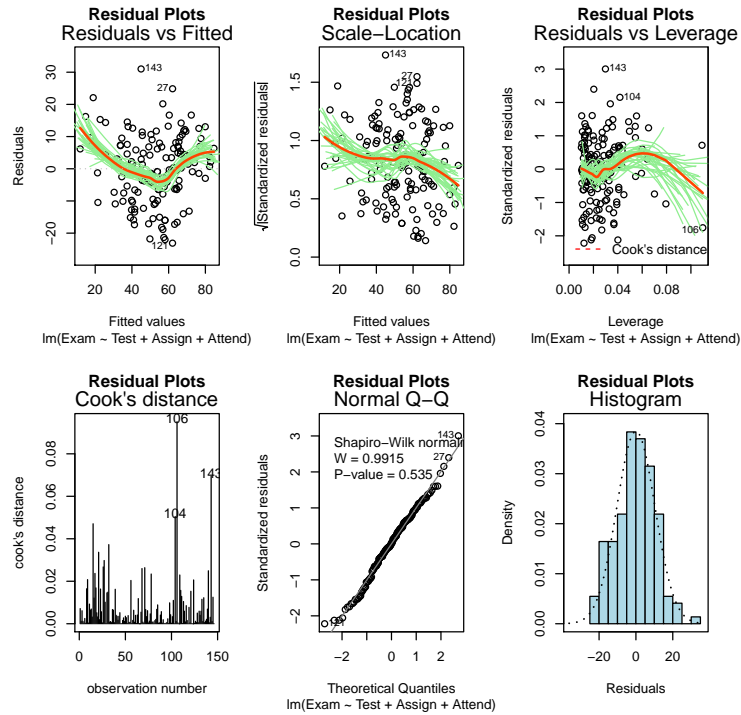 Residual Plots
Residuals vs Fitted
143
27
121
Residuals
30
20
10
0
−20
20 40 60 80
Fitted values
lm(Exam ~ Test + Assign + Attend)
Residual Plots
Scale−Location
143
27
121
√|Standardized residuals|
1.5
1.0
0.5
0.0
20 40 60 80
Fitted values
lm(Exam ~ Test + Assign + Attend)
Residual Plots
Residuals vs Leverage
143
104
106
Cook's distance
Standardized residuals
3
2
1
0
−1
−2
0.00 0.04 0.08
Leverage
lm(Exam ~ Test + Assign + Attend)
Residual Plots
Cook's distance
106
143
104
cook's distance
0.08
0.06
0.04
0.02
0.00
0 50 100 150
observation number
Residual Plots
Normal Q−Q
143
Shapiro−Wilk normali
W = 0.9915
27
P−value = 0.535
121
Standardized residuals
3
2
1
0
−1
−2
−2 0 1 2
Theoretical Quantiles
lm(Exam ~ Test + Assign + Attend)
Residual Plots
Histogram
Density
0.04
0.03
0.02
0.01
0.00
−20 0 20
Residuals